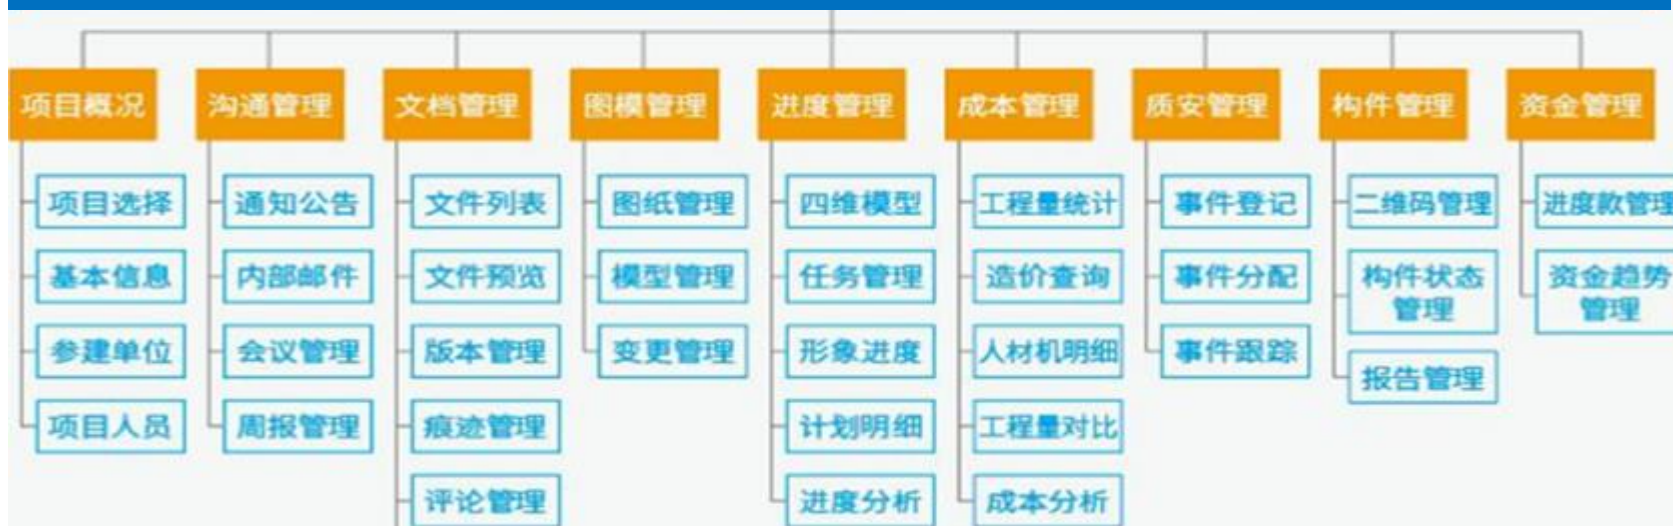 项目概况
沟通管理
文档管理
图模管理
进度管理
成本管理
质安管理
构件管理
资金管理
项目选择
通知公告
文件列表
图纸管理
四维模型
工程量统计
事件登记
二维码管理
进度款管理
基本信息
内部邮件
文件预览
模型管理
任务管理
造价查询
事件分配
构件状态
管理
资金趋势
管理
参建单位
会议管理
版本管理
变更管理
形象进度
人材机明细
事件跟踪
报告管理
项目人员
周报管理
痕迹管理
计划明细
工程量对比
评论管理
进度分析
成本分析